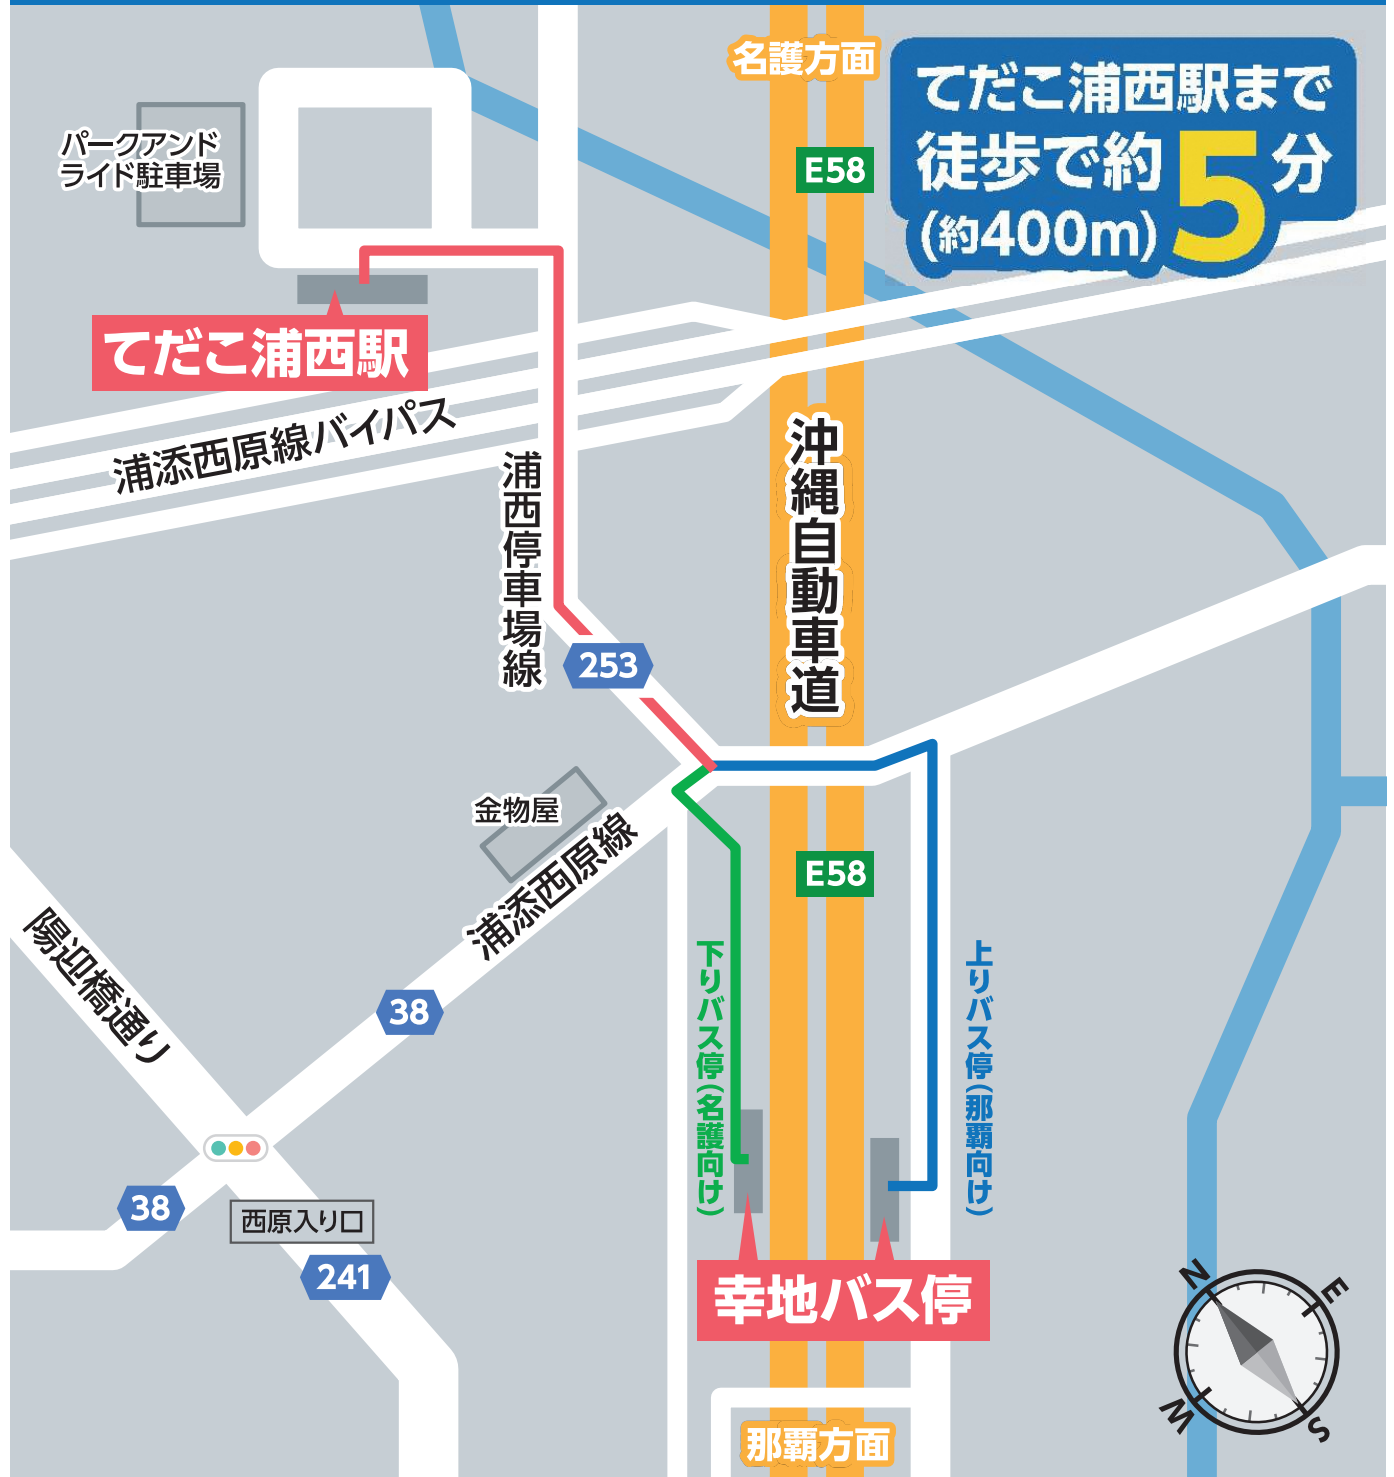 名護方面
てだこ浦西駅まで
徒歩で約5分
(約400m)
パークアンド
ライド駐車場
E58
てだこ浦西駅
浦添西原線バイパス
浦西停車場線
沖縄自動車道
253
金物屋
浦添西原線
E58
陽迎橋通り
38
下りバス停(名護向け)
上りバス停(那覇向け)
38
西原入り口
241
幸地バス停
N
E
W
S
那覇方面